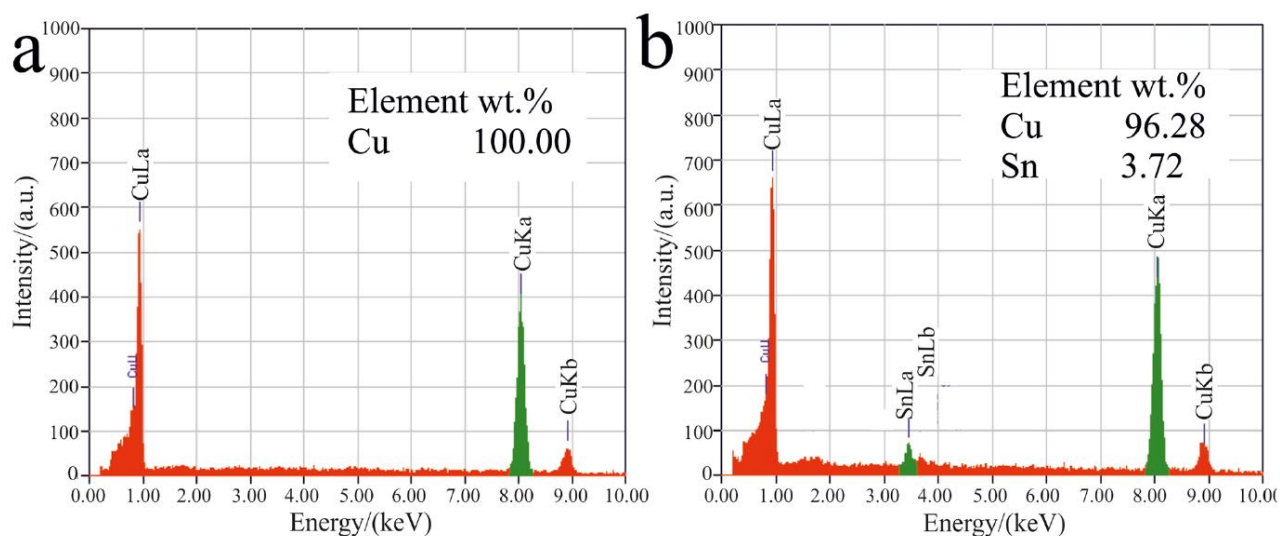 a
1000
900
800
700
600
500
400
300
200
100
0
Intensity/(a.u.)
Element wt.%
Cu 100.00
CuLa
CuLl
CuKa
CuKb
0.00 1.00 2.00 3.00 4.00 5.00 6.00 7.00 8.00 9.00 10.00
Energy/(keV)
b
1000
900
800
700
600
500
400
300
200
100
0
Intensity/(a.u.)
Element wt.%
Cu 96.28
Sn 3.72
CuLa
CuLl
SnLa
SnLb
CuKa
CuKb
0.00 1.00 2.00 3.00 4.00 5.00 6.00 7.00 8.00 9.00 10.00
Energy/(keV)